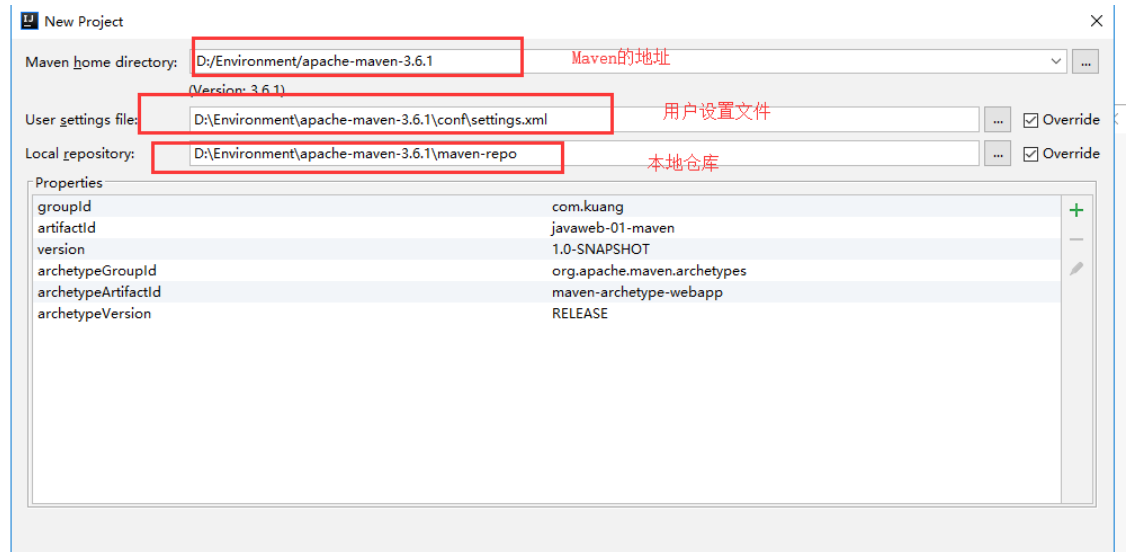 New Project
Maven home directory: D:/Environment/apache-maven-3.6.1 Maven的地址 ...
(Version: 3.6.1)
User settings file: D:\Environment\apache-maven-3.6.1\conf\settings.xml 用户设置文件 ... Override
Local repository: D:\Environment\apache-maven-3.6.1\maven-repo 本地仓库 ... Override
Properties
groupId com.kuang
artifactId javaweb-01-maven
version 1.0-SNAPSHOT
archetypeGroupId org.apache.maven.archetypes
archetypeArtifactId maven-archetype-webapp
archetypeVersion RELEASE